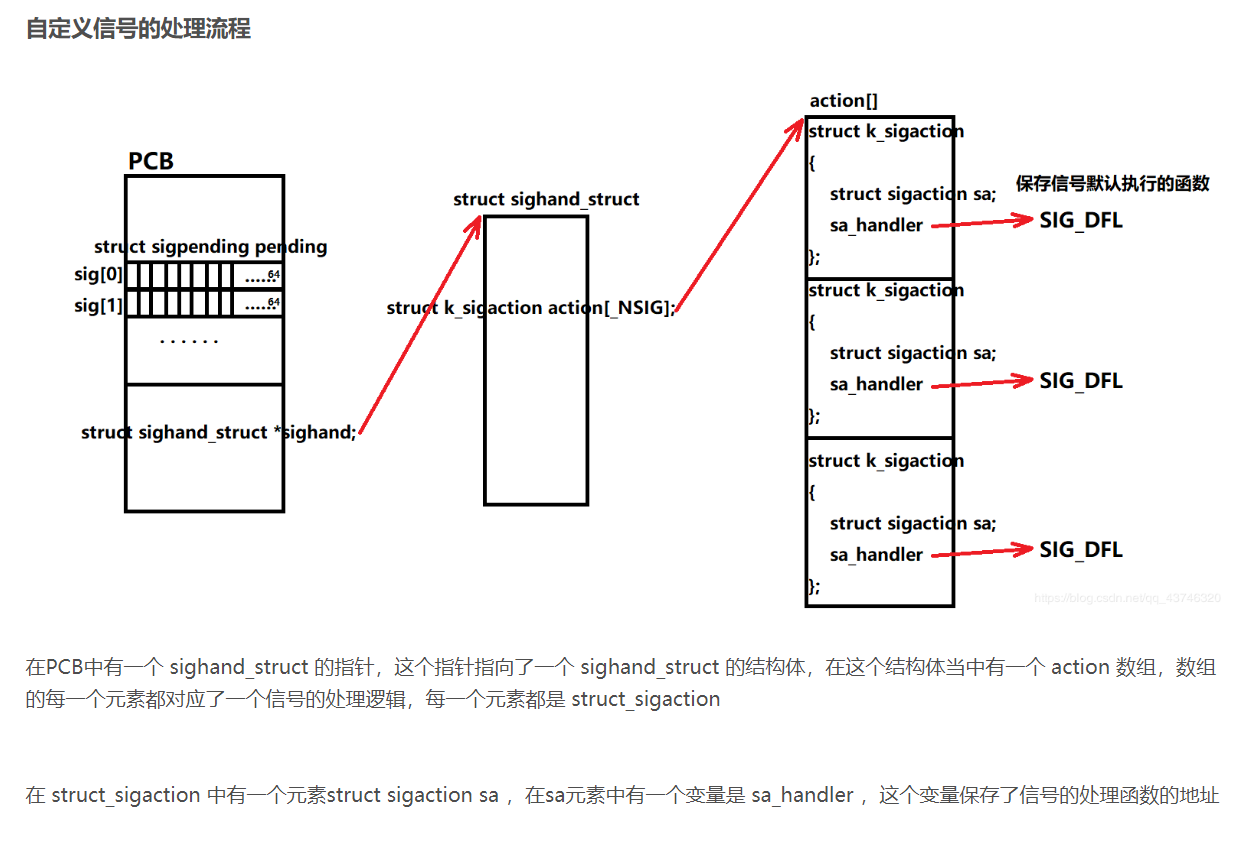 自定义信号的处理流程
action[]
struct k_sigaction
{
struct sigaction sa;
sa_handler
};
保存信号默认执行的函数
SIG_DFL
PCB
struct sigpending pending
sig[0]
......64
sig[1]
......64
......
struct sighand_struct *sighand;
struct sighand_struct
struct k_sigaction action[_NSIG];
struct k_sigaction
{
struct sigaction sa;
sa_handler
};
SIG_DFL
struct k_sigaction
{
struct sigaction sa;
sa_handler
};
SIG_DFL
https://blog.csdn.net/qq_43746320
在PCB中有一个 sighand_struct 的指针，这个指针指向了一个 sighand_struct 的结构体，在这个结构体当中有一个 action 数组，数组
的每一个元素都对应了一个信号的处理逻辑，每一个元素都是 struct_sigaction
在 struct_sigaction 中有一个元素struct sigaction sa ，在sa元素中有一个变量是 sa_handler ，这个变量保存了信号的处理函数的地址